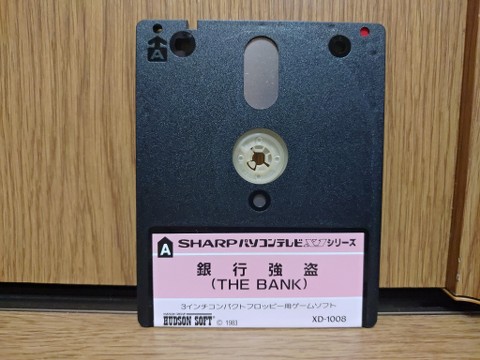 A
A SHARP パソコンテレビX1シリーズ
銀行強盗
(THE BANK)
3インチコンパクトフロッピー用ゲームソフト
HUDSON SOFT © 1983 XD-1008